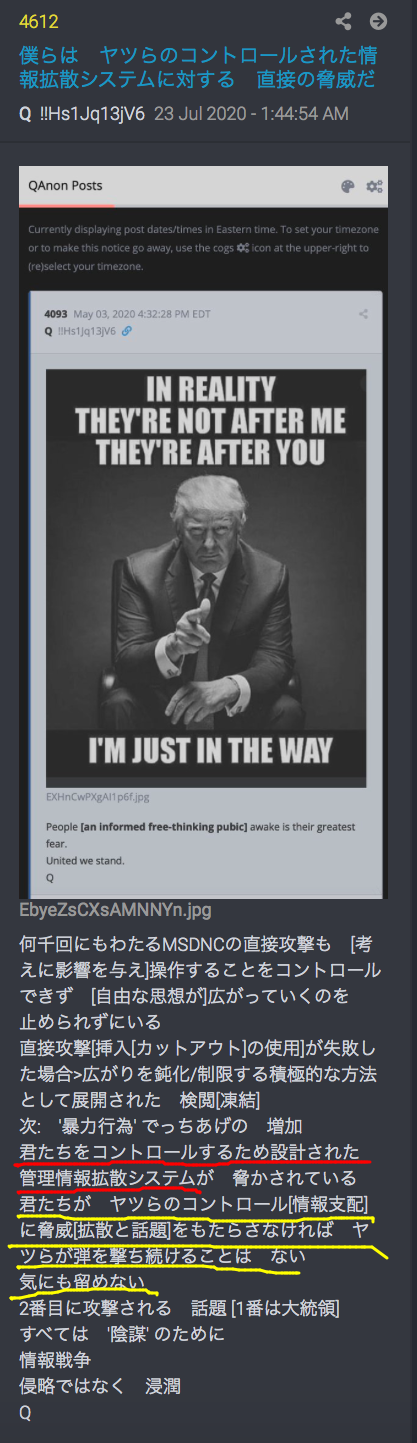 4612
僕らは　ヤツらのコントロールされた情
報拡散システムに対する　直接の脅威だ
Q !!Hs1Jq13jV6 23 Jul 2020 - 1:44:54 AM
QAnon Posts
Currently displaying post dates/times in Eastern time. To set your timezone
or to make this notice go away, use the cogs icon at the upper-right to
(re)select your timezone.
4093 May 03, 2020 4:32:28 PM EDT
Q !!Hs1Jq13jV6
IN REALITY
THEY'RE NOT AFTER ME
THEY'RE AFTER YOU
I'M JUST IN THE WAY
EXHnCwPXgAI1p6f.jpg
People [an informed free-thinking pubic] awake is their greatest
fear.
United we stand.
Q
EbyeZsCXsAMNNYn.jpg
何千回にもわたるMSDNCの直接攻撃も　[考
えに影響を与え]操作することをコントロール
できず　[自由な思想が]広がっていくのを
止められずにいる
直接攻撃[挿入[カットアウト]の使用]が失敗し
た場合>広がりを鈍化/制限する積極的な方法
として展開された　検閲[凍結]
次:　'暴力行為' でっちあげの　増加
君たちをコントロールするため設計された
管理情報拡散システムが　脅かされている
君たちが　ヤツらのコントロール[情報支配]
に脅威[拡散と話題]をもたらさなければ　ヤ
ツらが弾を撃ち続けることは　ない
気にも留めない
2番目に攻撃される　話題 [1番は大統領]
すべては　'陰謀' のために
情報戦争
侵略ではなく　浸潤
Q